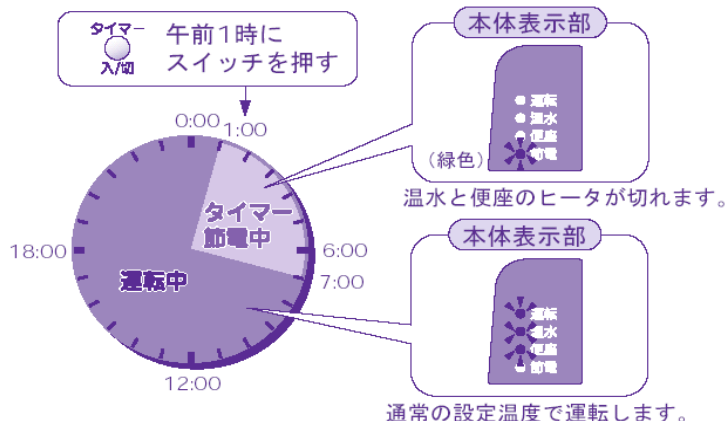 タイマー
入/切
午前1時に
スイッチを押す
本体表示部
運転
温水
便座
節電
(緑色)
温水と便座のヒータが切れます。
0:00
1:00
タイマー
節電中
6:00
7:00
18:00
運転中
12:00
本体表示部
運転
温水
便座
節電
通常の設定温度で運転します。